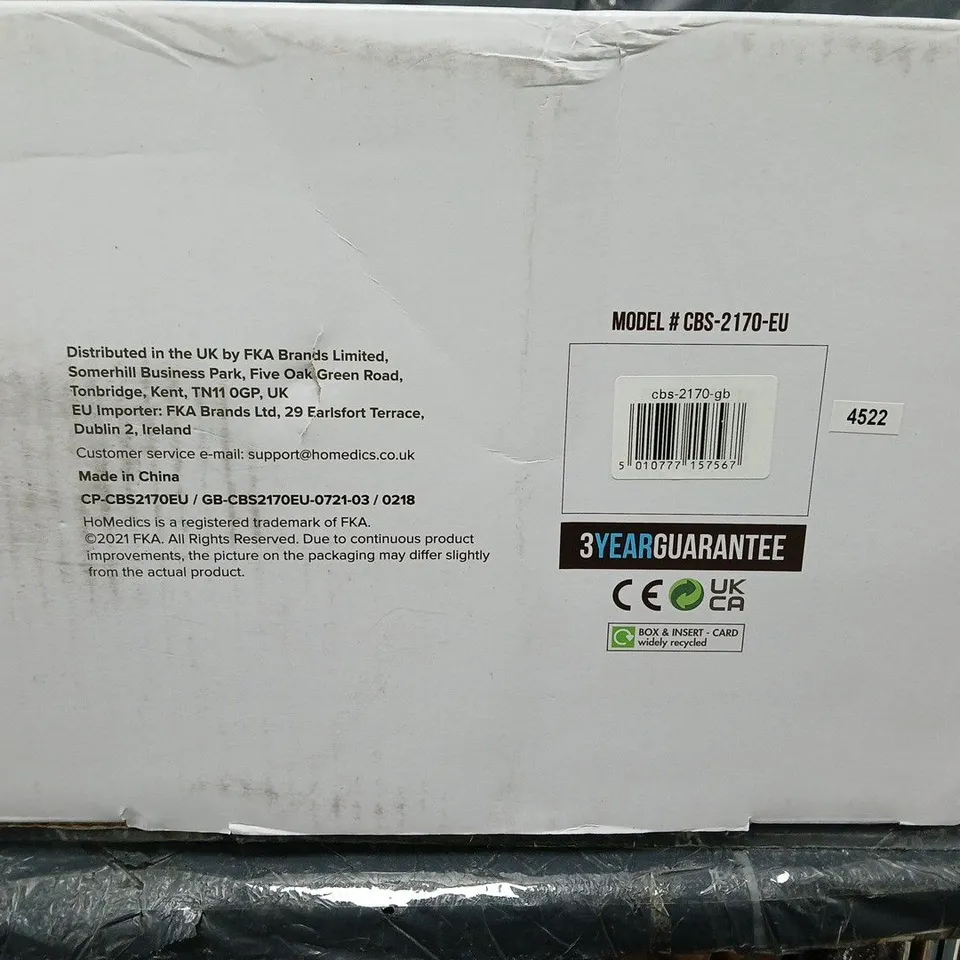 Distributed in the UK by FKA Brands Limited,
Somerhill Business Park, Five Oak Green Road,
Tonbridge, Kent, TN11 0GP, UK
EU Importer: FKA Brands Ltd, 29 Earlsfort Terrace,
Dublin 2, Ireland
Customer service e-mail: support@homedics.co.uk
Made in China
CP-CBS2170EU / GB-CBS2170EU-0721-03 / 0218
HoMedics is a registered trademark of FKA.
©2021 FKA. All Rights Reserved. Due to continuous product
improvements, the picture on the packaging may differ slightly
from the actual product.
MODEL # CBS-2170-EU
cbs-2170-gb
5 010777 157567
4522
3YEARGUARANTEE
CE UK
CA
BOX & INSERT - CARD
widely recycled